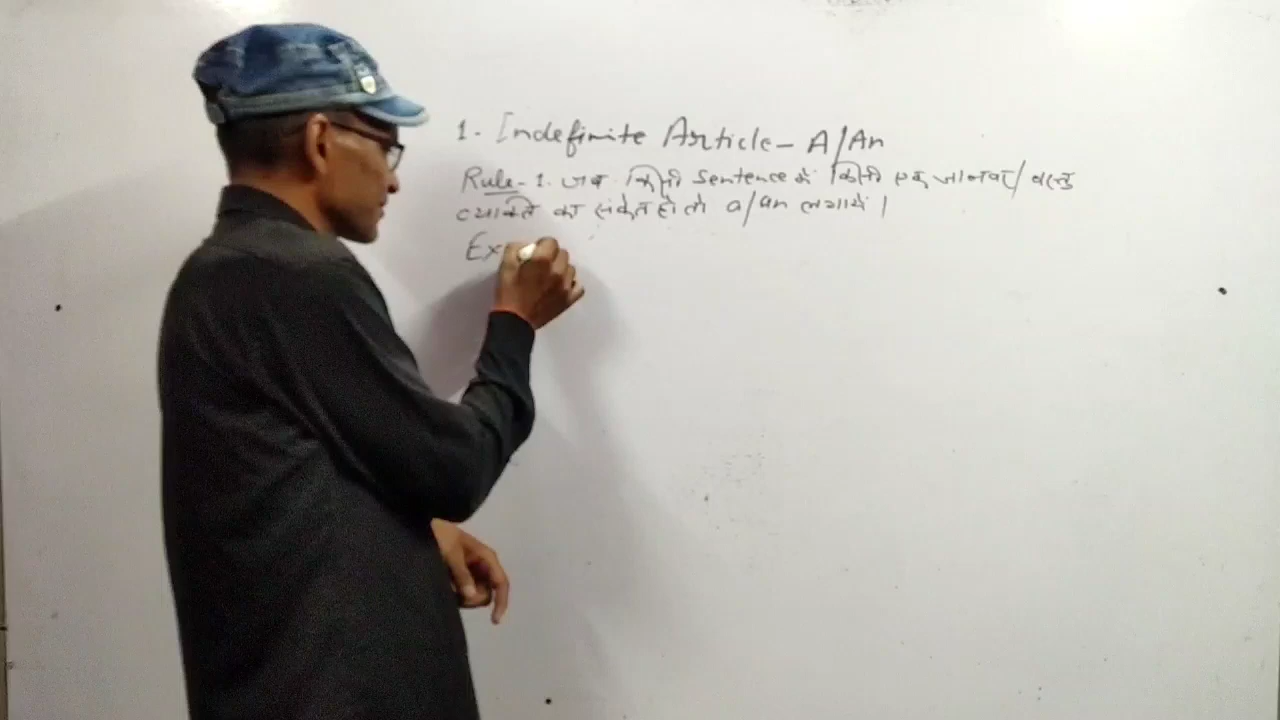 1. Indefinite Article - A/An
Rule-1. जब किसी Sentence में किसी एक जानवर/वस्तु
व्यक्ति का संकेत हो तो a/an लगायें।
Ex